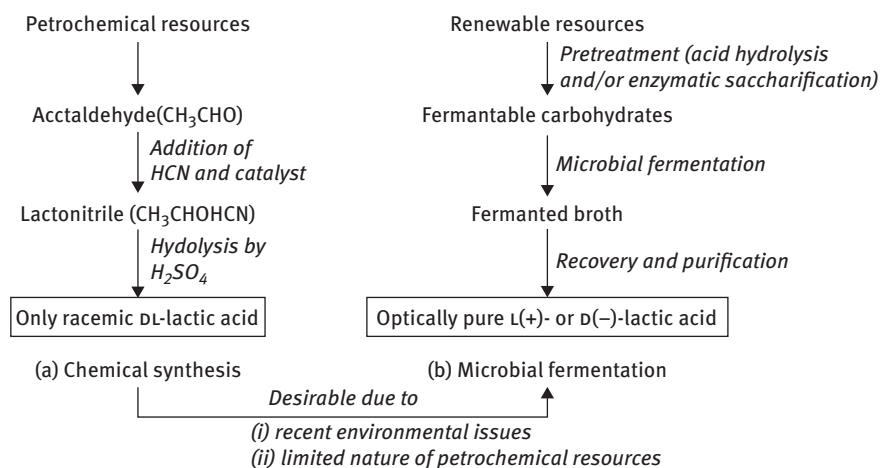 Petrochemical resources
Acctaldehyde(CH₃CHO)
Addition of
HCN and catalyst
Lactonitrile (CH₃CHOHCN)
Hydolysis by
H₂SO₄
Only racemic DL-lactic acid
(a) Chemical synthesis
Renewable resources
Pretreatment (acid hydrolysis
and/or enzymatic saccharification)
Fermantable carbohydrates
Microbial fermentation
Fermanted broth
Recovery and purification
Optically pure L(+)- or D(−)-lactic acid
(b) Microbial fermentation
Desirable due to
(i) recent environmental issues
(ii) limited nature of petrochemical resources